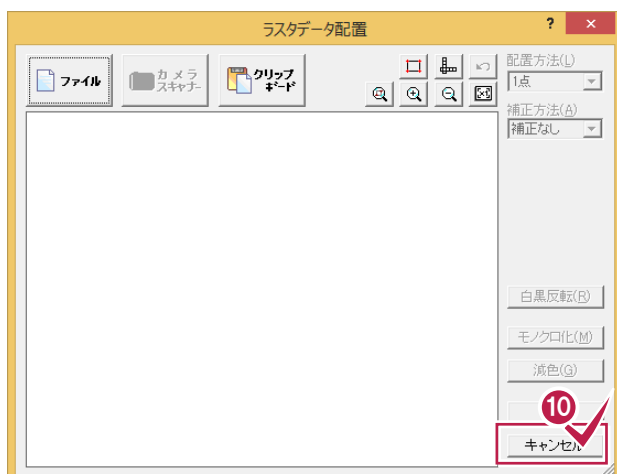 ラスタデータ配置
?
×
ファイル
カメラ
スキャナー
クリップ
ボード
配置方法(L)
1点
補正方法(A)
補正なし
白黒反転(R)
モノクロ化(M)
減色(G)
10
キャンセル